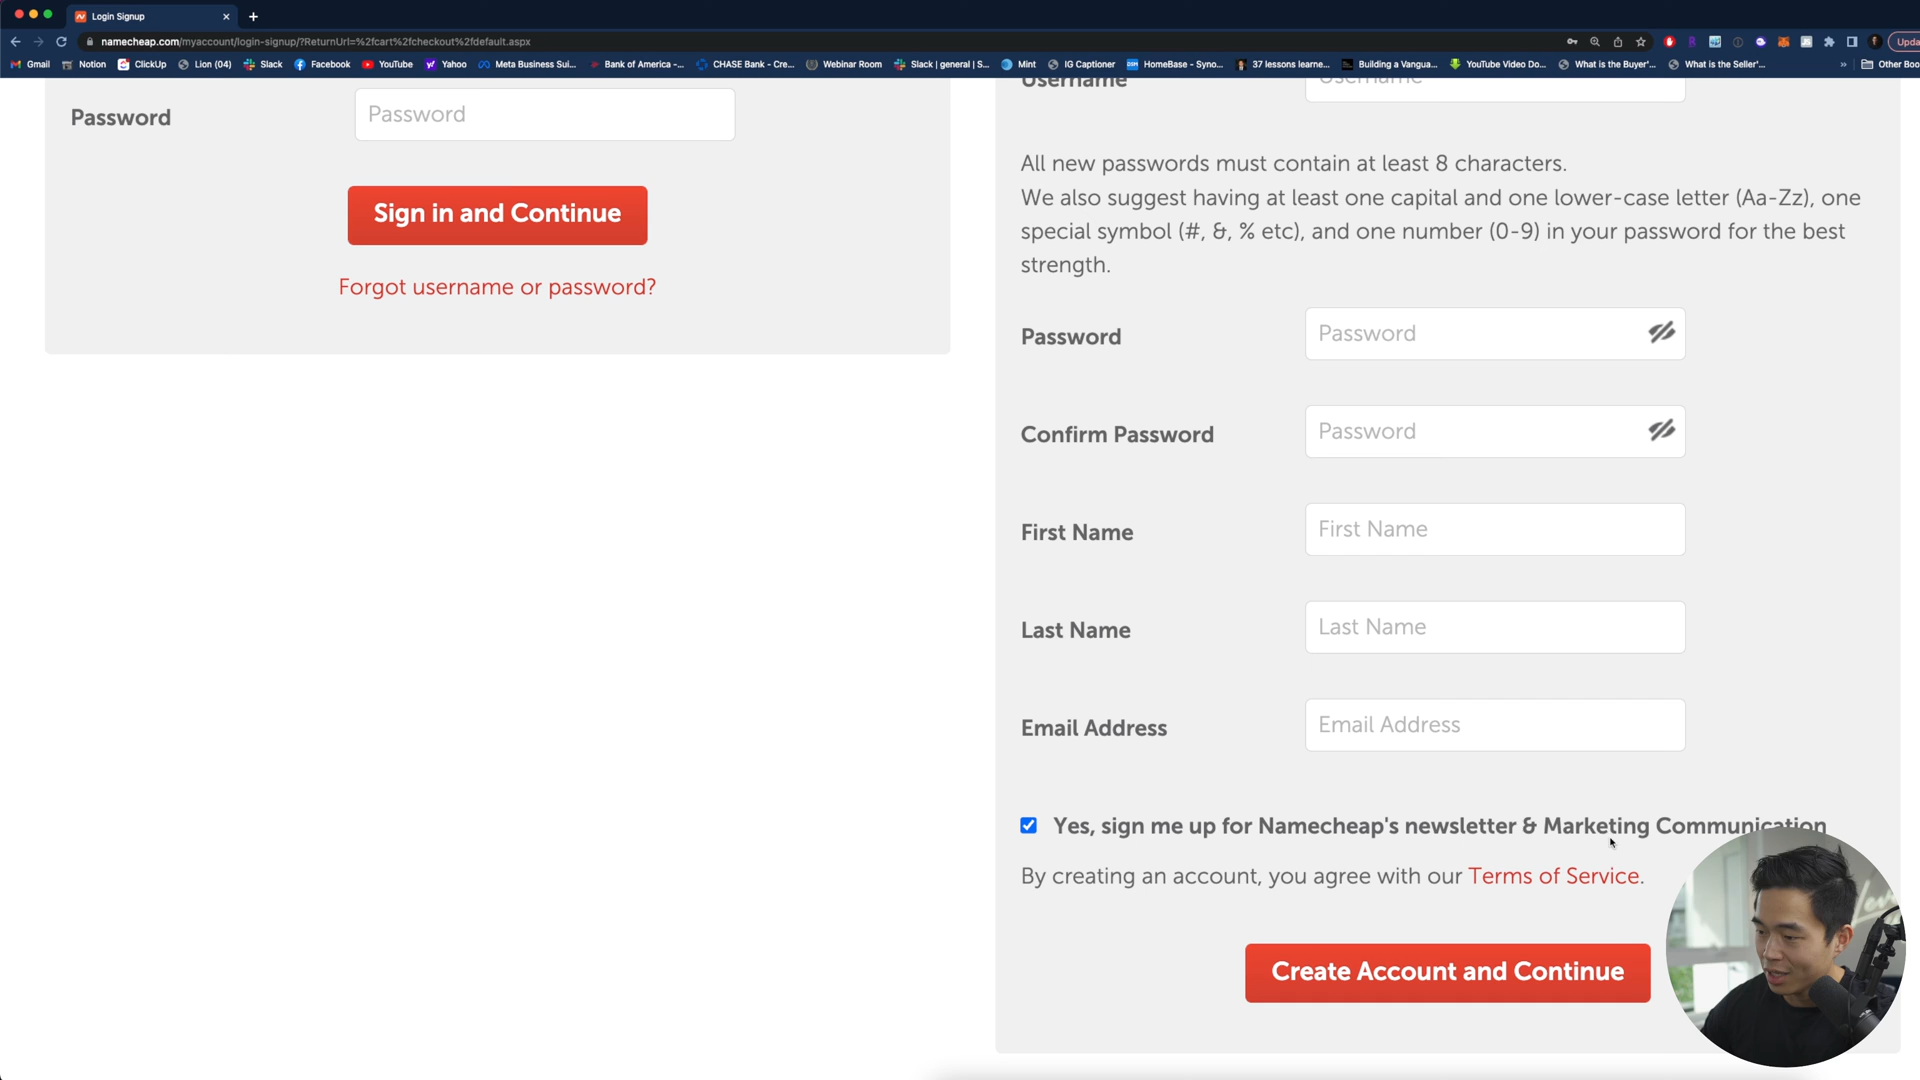 Login Signup
namecheap.com/myaccount/login-signup/?ReturnUrl=%2fcart%2fcheckout%2fdefault.aspx
Upda
Gmail Notion ClickUp Lion (04) Slack Facebook YouTube Yahoo Meta Business Sui... Bank of America -... CHASE Bank - Cre... Webinar Room Slack | general | S... Mint IG Captioner HomeBase - Syno... 37 lessons learne... Building a Vangua... YouTube Video Do... What is the Buyer'... What is the Seller'... » Other Boo
Password
Password
Sign in and Continue
Forgot username or password?
Username
Username
All new passwords must contain at least 8 characters.
We also suggest having at least one capital and one lower-case letter (Aa-Zz), one
special symbol (#, &, % etc), and one number (0-9) in your password for the best
strength.
Password
Password
Confirm Password
Password
First Name
First Name
Last Name
Last Name
Email Address
Email Address
Yes, sign me up for Namecheap's newsletter & Marketing Communication
By creating an account, you agree with our Terms of Service.
Create Account and Continue